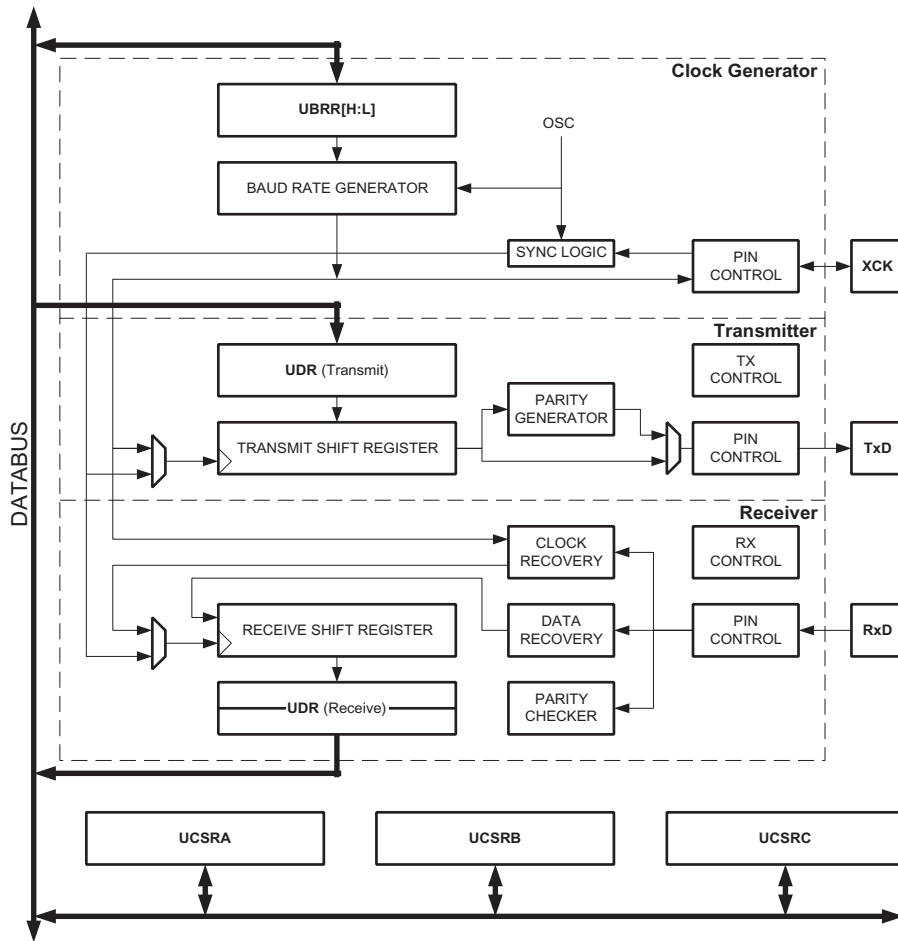 Clock Generator
UBRR[H:L]
OSC
BAUD RATE GENERATOR
SYNC LOGIC
PIN
CONTROL
XCK
Transmitter
UDR (Transmit)
TX
CONTROL
PARITY
GENERATOR
TRANSMIT SHIFT REGISTER
PIN
CONTROL
TxD
DATABUS
Receiver
CLOCK
RECOVERY
RX
CONTROL
RECEIVE SHIFT REGISTER
DATA
RECOVERY
PIN
CONTROL
RxD
UDR (Receive)
PARITY
CHECKER
UCSRA
UCSRB
UCSRC